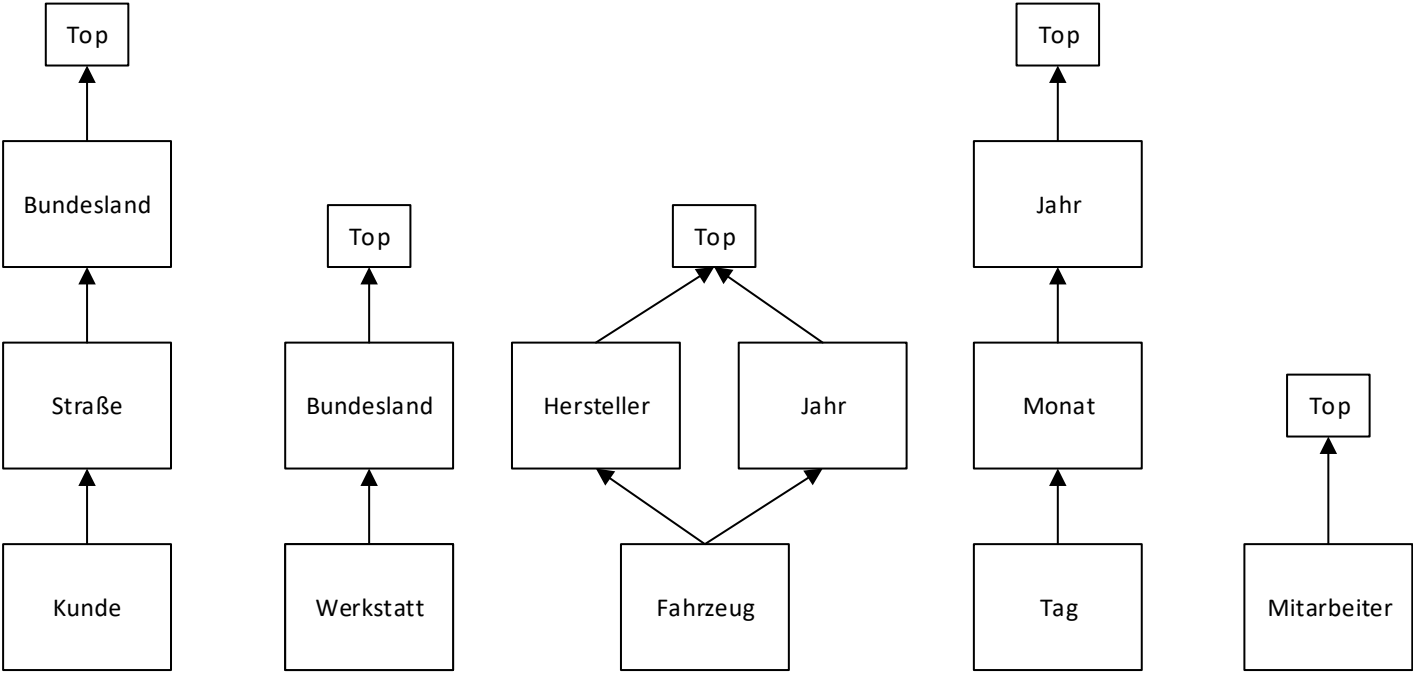 Top
Top
Bundesland
Jahr
Top
Top
Straße
Bundesland
Hersteller
Jahr
Monat
Top
Kunde
Werkstatt
Fahrzeug
Tag
Mitarbeiter